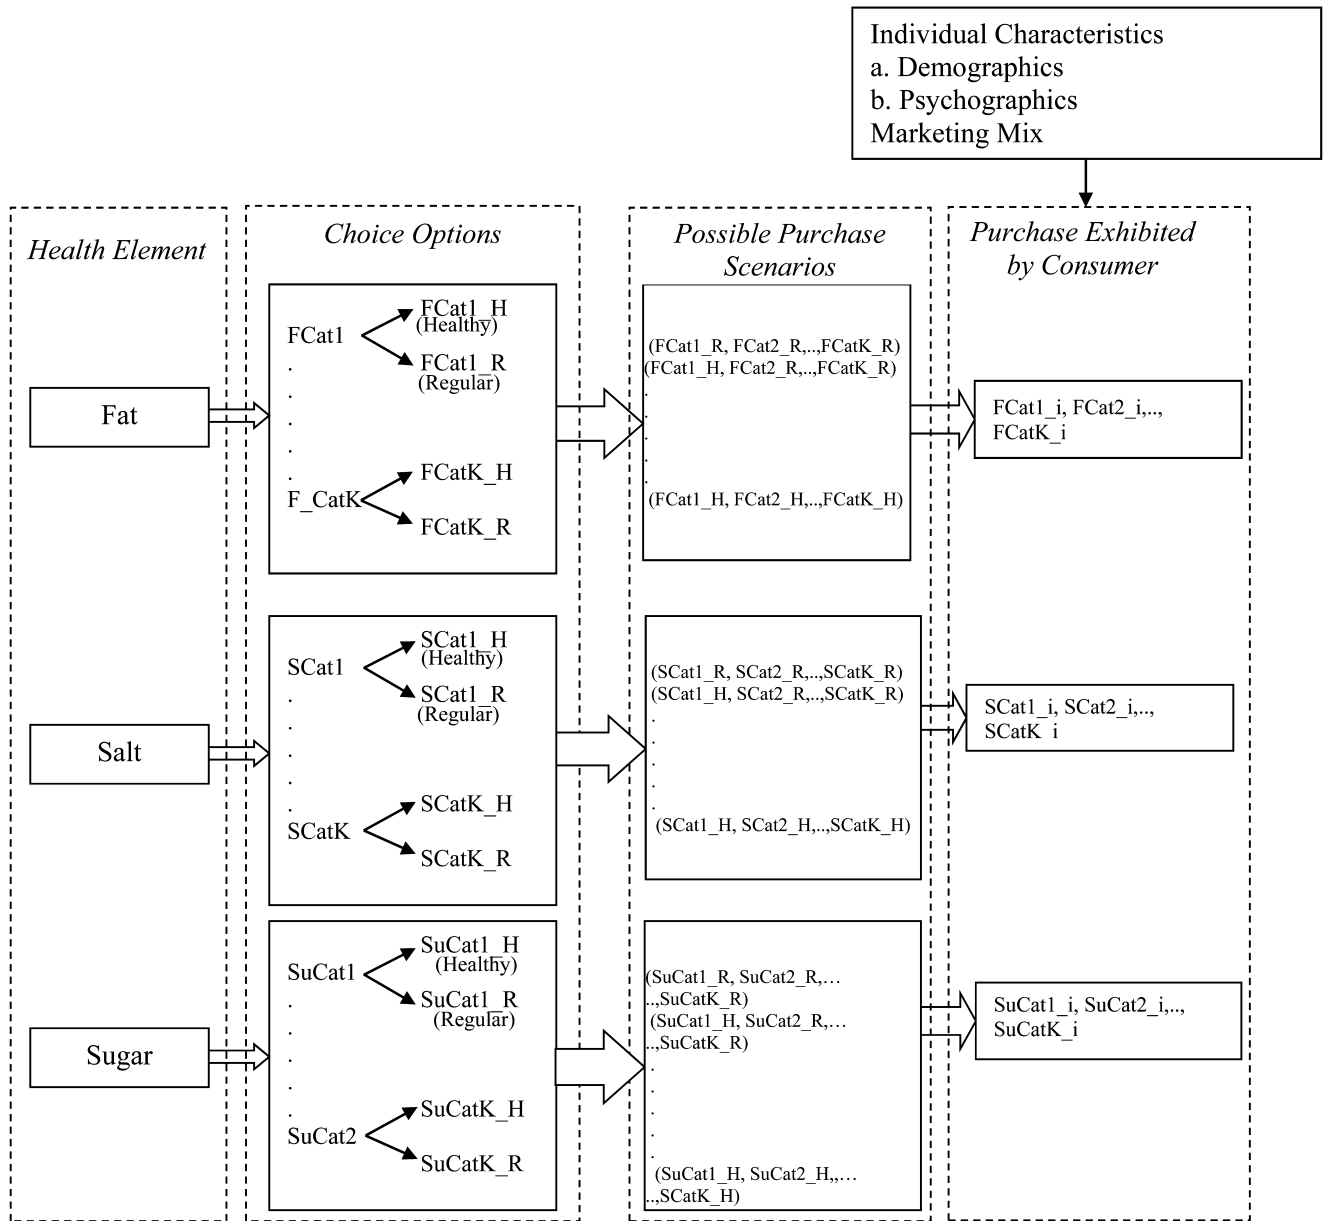 Individual Characteristics
a. Demographics
b. Psychographics
Marketing Mix
Health Element
Choice Options
Possible Purchase
Scenarios
Purchase Exhibited
by Consumer
Fat
FCat1
.
.
.
.
.
F_CatK
FCat1_H
(Healthy)
FCat1_R
(Regular)
FCatK_H
FCatK_R
(FCat1_R, FCat2_R,..,FCatK_R)
(FCat1_H, FCat2_R,..,FCatK_R)
.
.
.
.
.
(FCat1_H, FCat2_H,..,FCatK_H)
FCat1_i, FCat2_i,..,
FCatK_i
Salt
SCat1
.
.
.
.
.
SCatK
SCat1_H
(Healthy)
SCat1_R
(Regular)
SCatK_H
SCatK_R
(SCat1_R, SCat2_R,..,SCatK_R)
(SCat1_H, SCat2_R,..,SCatK_R)
.
.
.
.
.
(SCat1_H, SCat2_H,..,SCatK_H)
SCat1_i, SCat2_i,..,
SCatK_i
Sugar
SuCat1
.
.
.
.
.
SuCat2
SuCat1_H
(Healthy)
SuCat1_R
(Regular)
SuCatK_H
SuCatK_R
(SuCat1_R, SuCat2_R,…
..,SuCatK_R)
(SuCat1_H, SuCat2_R,…
..,SuCatK_R)
.
.
.
.
.
(SuCat1_H, SuCat2_H,,…
..,SCatK_H)
SuCat1_i, SuCat2_i,..,
SuCatK_i